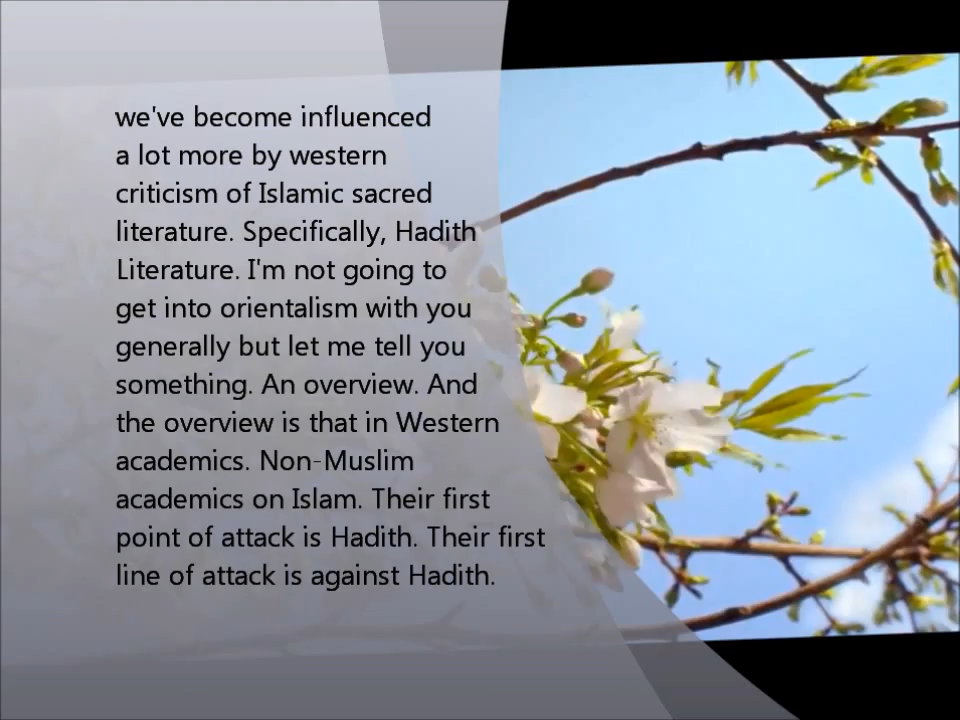 we've become influenced
a lot more by western
criticism of Islamic sacred
literature. Specifically, Hadith
Literature. I'm not going to
get into orientalism with you
generally but let me tell you
something. An overview. And
the overview is that in Western
academics. Non-Muslim
academics on Islam. Their first
point of attack is Hadith. Their first
line of attack is against Hadith.